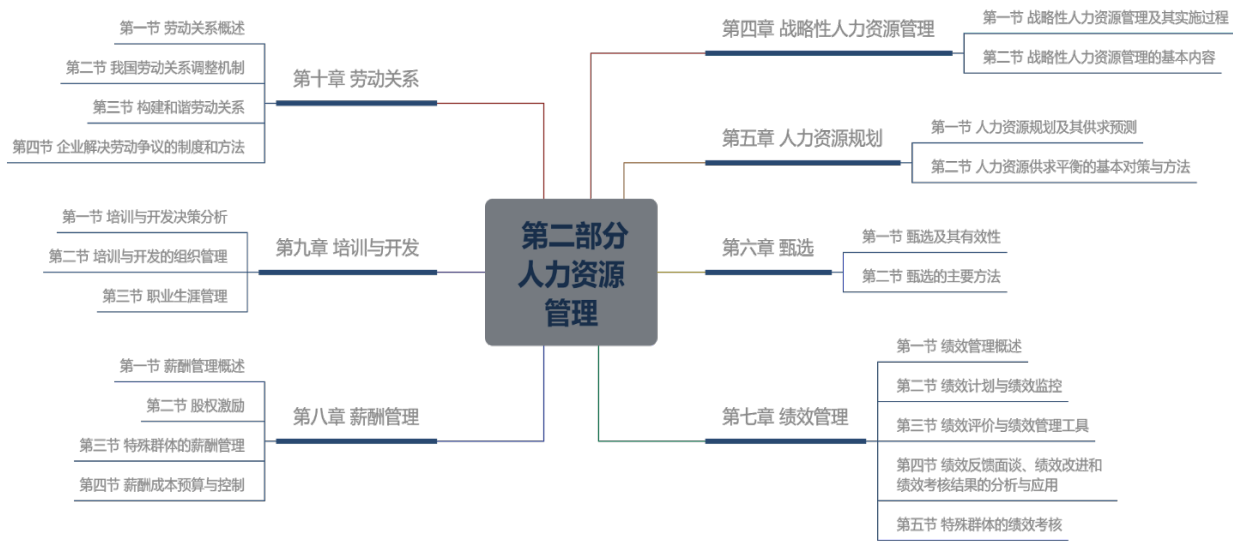 第二部分
人力资源
管理
第四章 战略性人力资源管理
第一节 战略性人力资源管理及其实施过程
第二节 战略性人力资源管理的基本内容
第五章 人力资源规划
第一节 人力资源规划及其供求预测
第二节 人力资源供求平衡的基本对策与方法
第六章 甄选
第一节 甄选及其有效性
第二节 甄选的主要方法
第七章 绩效管理
第一节 绩效管理概述
第二节 绩效计划与绩效监控
第三节 绩效评价与绩效管理工具
第四节 绩效反馈面谈、绩效改进和
绩效考核结果的分析与应用
第五节 特殊群体的绩效考核
第八章 薪酬管理
第一节 薪酬管理概述
第二节 股权激励
第三节 特殊群体的薪酬管理
第四节 薪酬成本预算与控制
第九章 培训与开发
第一节 培训与开发决策分析
第二节 培训与开发的组织管理
第三节 职业生涯管理
第十章 劳动关系
第一节 劳动关系概述
第二节 我国劳动关系调整机制
第三节 构建和谐劳动关系
第四节 企业解决劳动争议的制度和方法